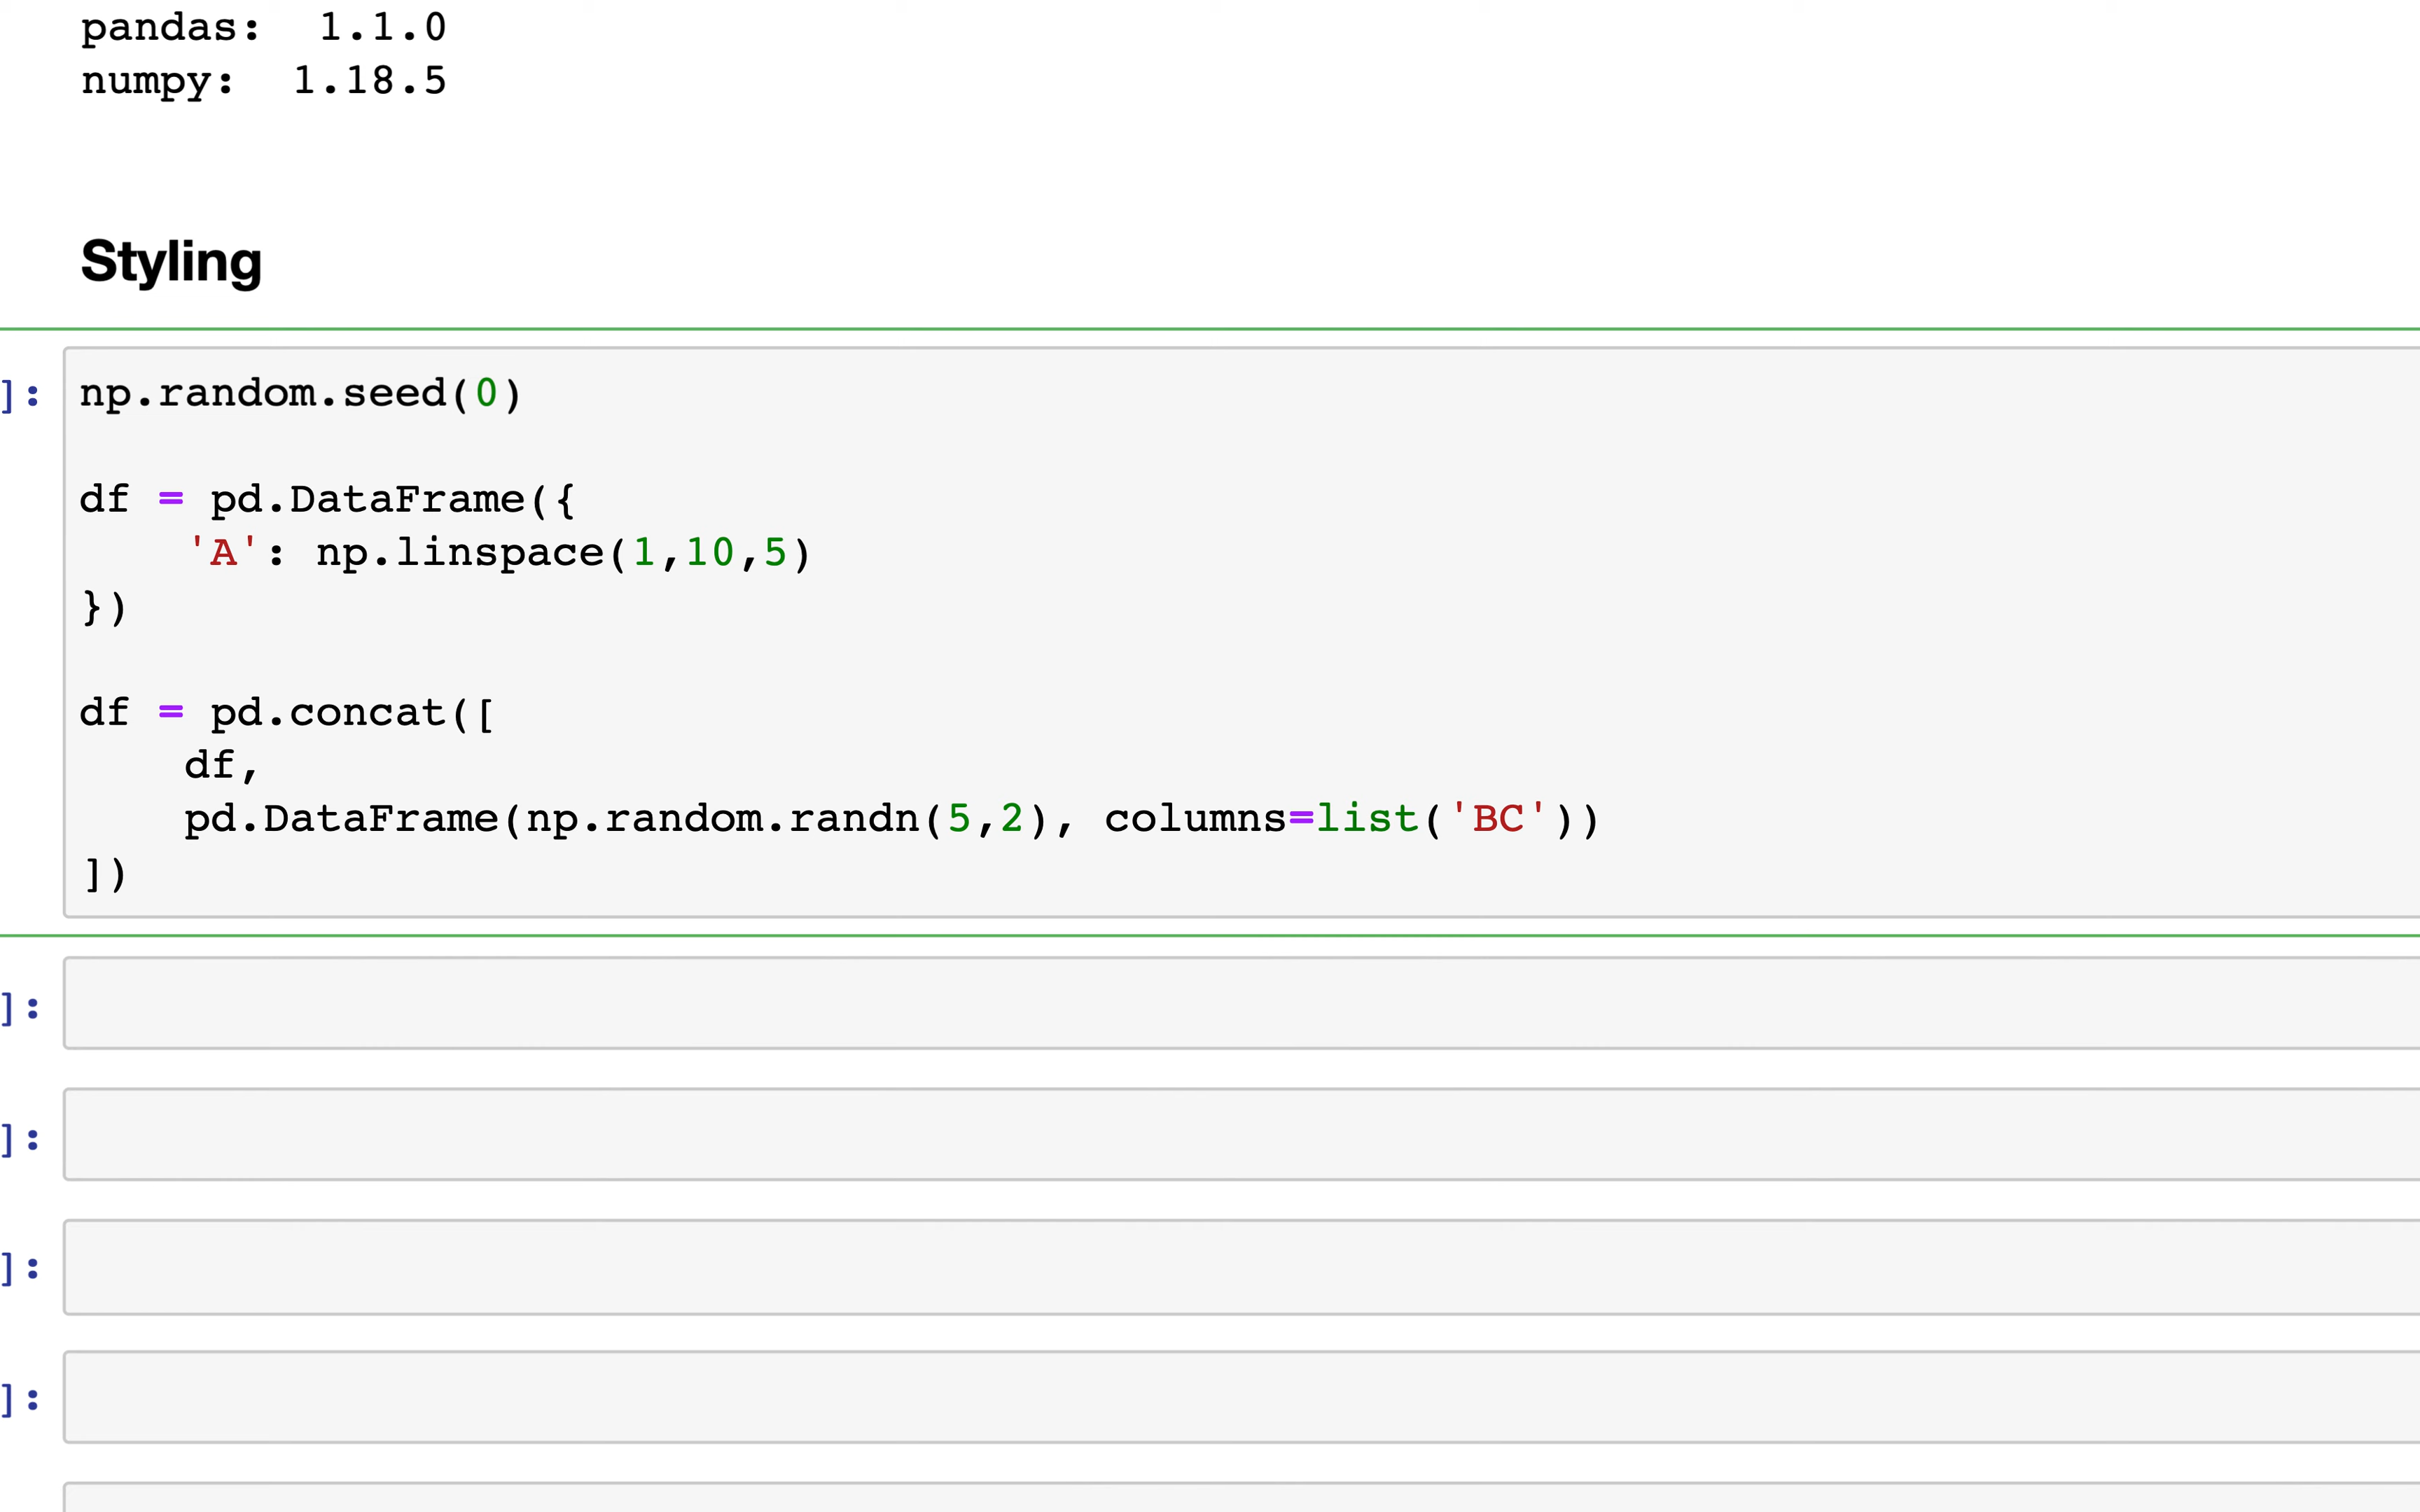 pandas:  1.1.0
numpy:  1.18.5
Styling
]:
np.random.seed(0)
df = pd.DataFrame({
    'A': np.linspace(1,10,5)
})
df = pd.concat([
    df,
    pd.DataFrame(np.random.randn(5,2), columns=list('BC'))
])
]:
]:
]:
]: